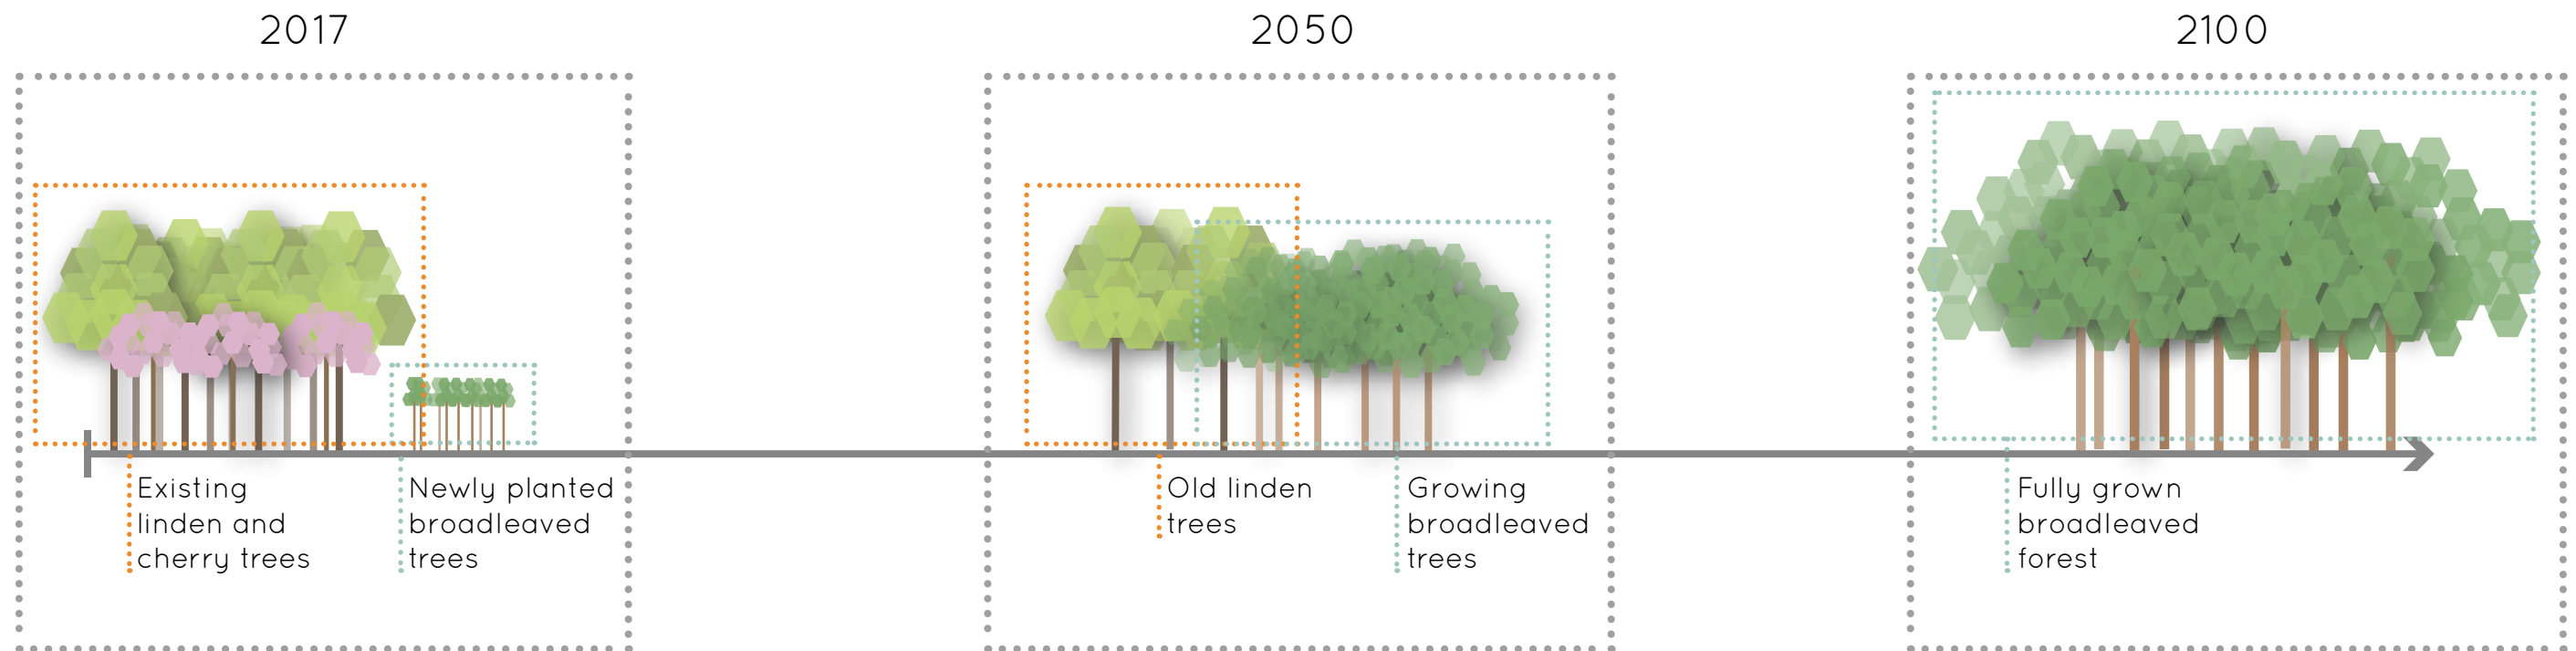 2017
2050
2100
Existing
linden and
cherry trees
Newly planted
broadleaved
trees
Old linden
trees
Growing
broadleaved
trees
Fully grown
broadleaved
forest